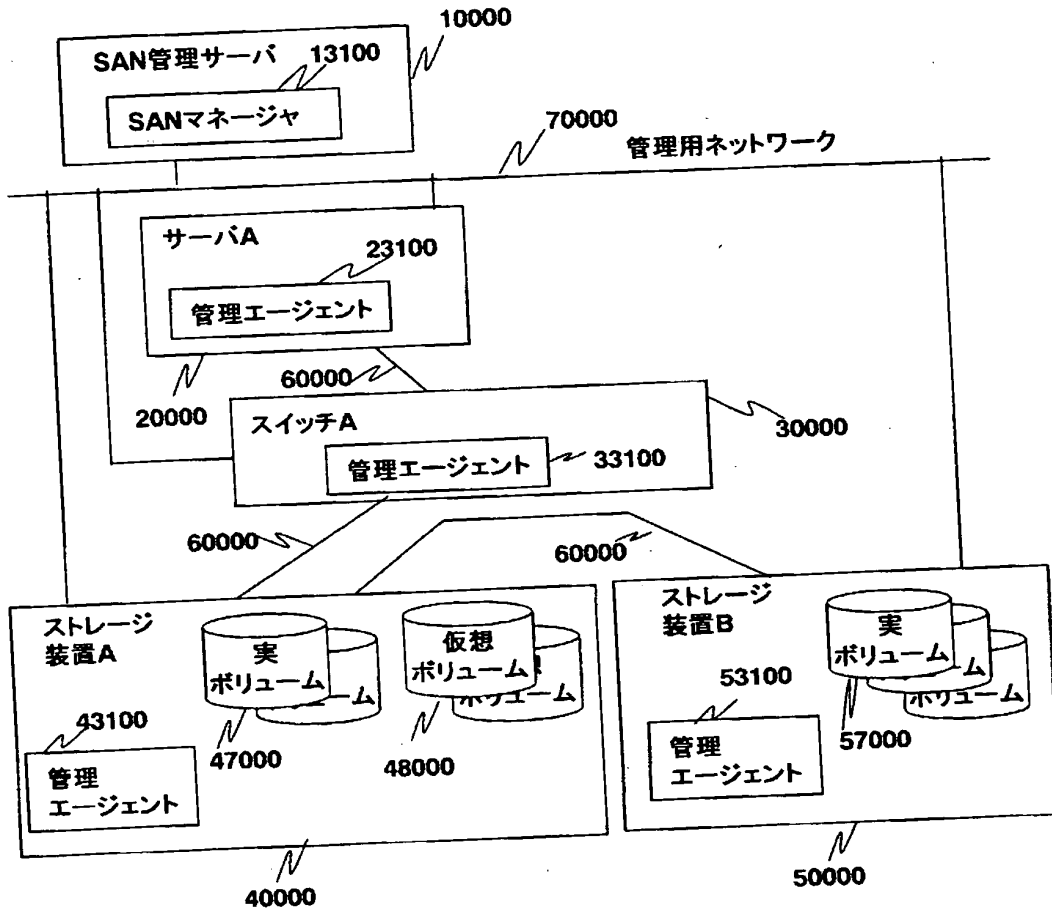 10000
SAN管理サーバ
13100
SANマネージャ
70000
管理用ネットワーク
サーバA
23100
管理エージェント
20000
60000
スイッチA
30000
管理エージェント
33100
60000
60000
ストレージ
装置A
実
ボリューム
ーム
仮想
ボリューム
ーム
43100
管理
エージェント
47000
48000
40000
ストレージ
装置B
実
ボリューム
ーム
53100
57000
管理
エージェント
50000